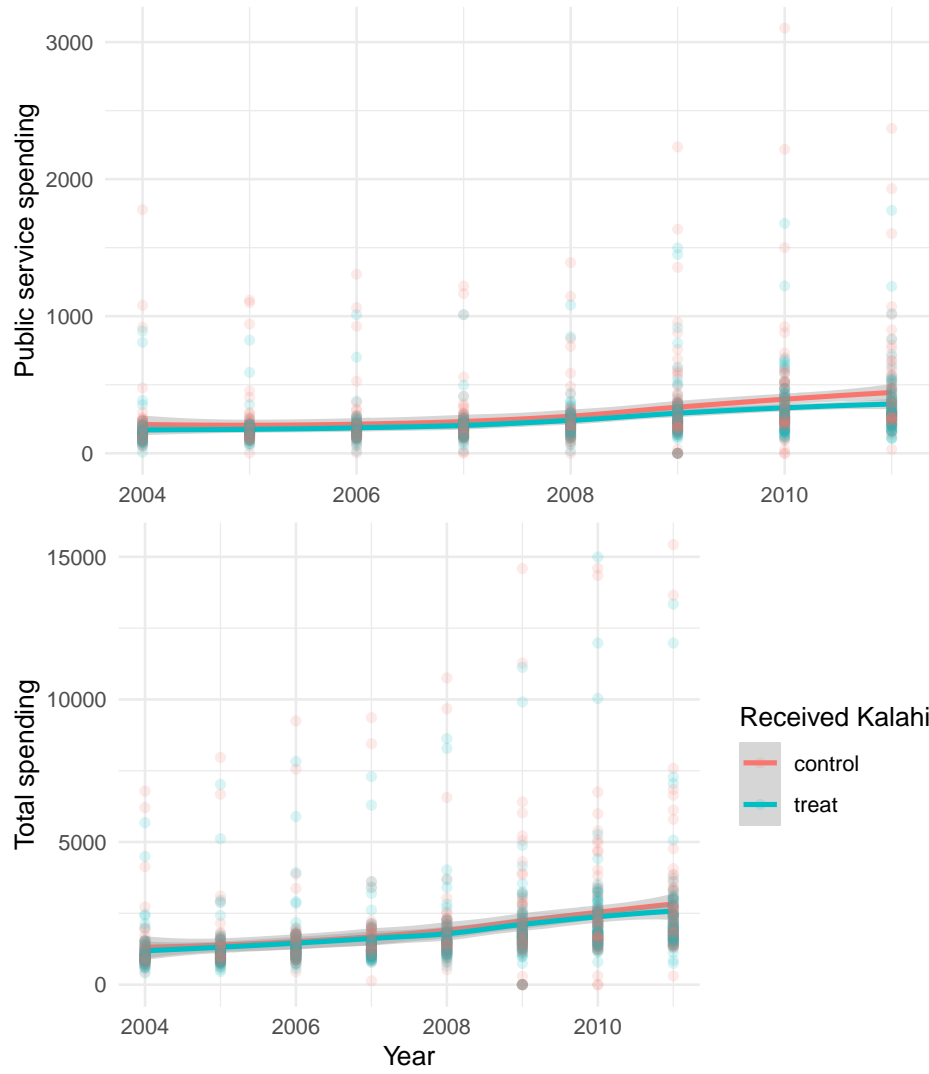 3000
2000
1000
0
Public service spending
2004 2006 2008 2010
15000
10000
5000
0
Total spending
2004 2006 2008 2010
Year
Received Kalahi
control
treat